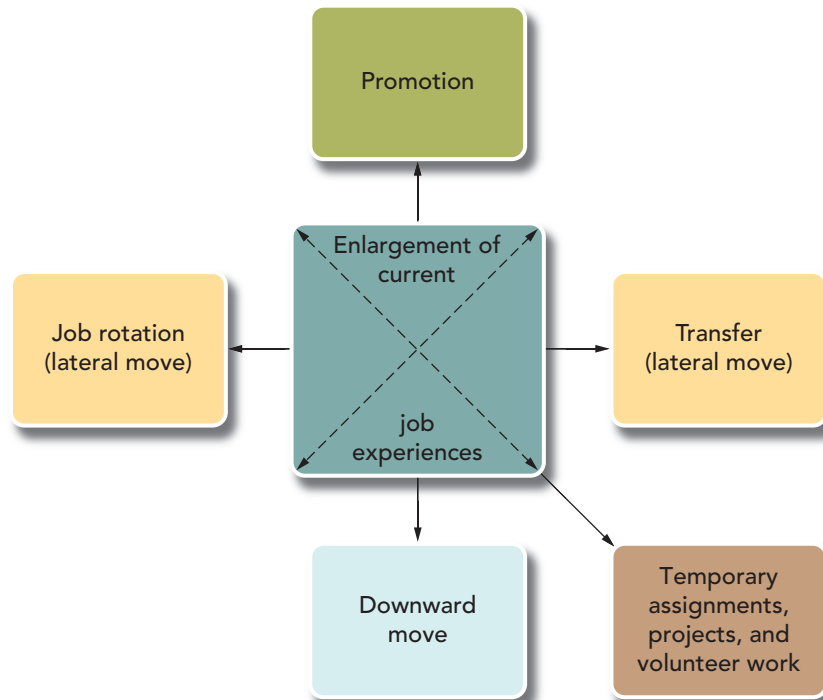 Promotion
Enlargement of
current
Job rotation
(lateral move)
Transfer
(lateral move)
job
experiences
Downward
move
Temporary
assignments,
projects, and
volunteer work